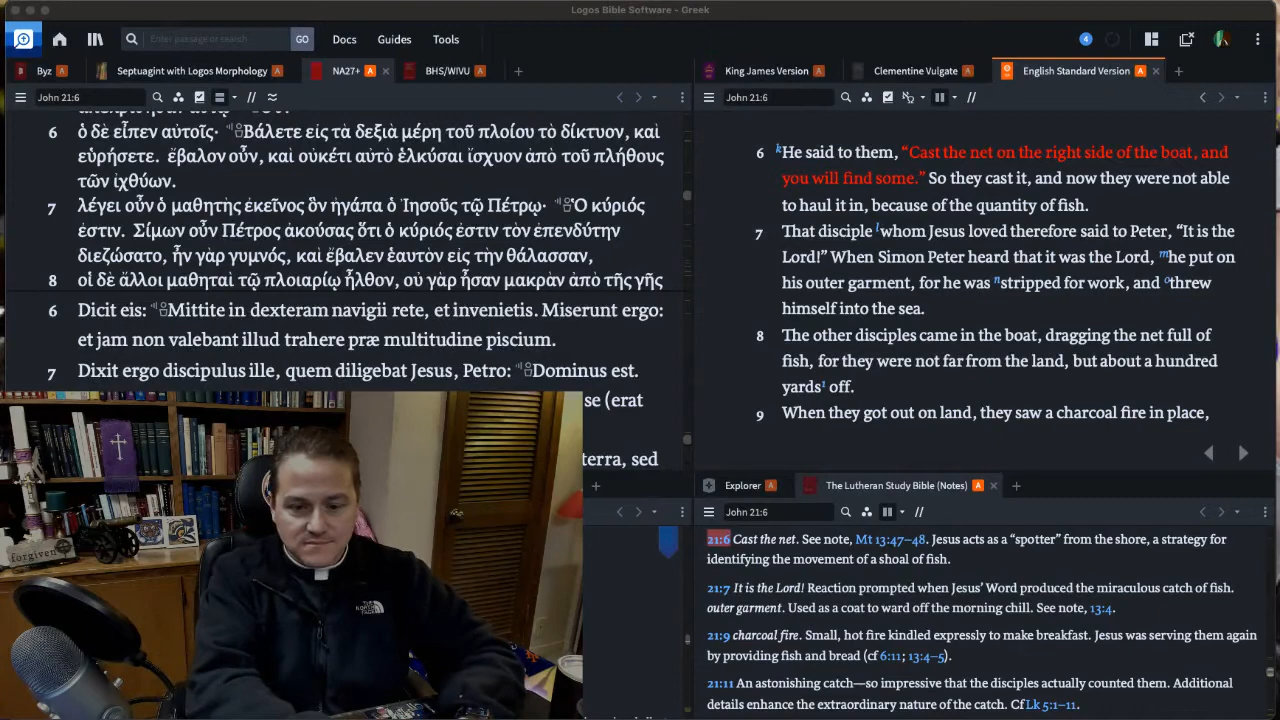 Logos Bible Software - Greek
Enter passage or search
GO
Docs
Guides
Tools
4
Byz A
Septuagint with Logos Morphology A
NA27+ A
BHS/WIVU A
King James Version A
Clementine Vulgate A
English Standard Version A
John 21:6
John 21:6
6 ὁ δὲ εἶπεν αὐτοῖς· Βάλετε εἰς τὰ δεξιὰ μέρη τοῦ πλοίου τὸ δίκτυον, καὶ
εὑρήσετε. ἔβαλον οὖν, καὶ οὐκέτι αὐτὸ ἑλκύσαι ἴσχυον ἀπὸ τοῦ πλήθους
τῶν ἰχθύων.
7 λέγει οὖν ὁ μαθητὴς ἐκεῖνος ὃν ἠγάπα ὁ Ἰησοῦς τῷ Πέτρῳ· Ὁ κύριός
ἐστιν. Σίμων οὖν Πέτρος ἀκούσας ὅτι ὁ κύριός ἐστιν τὸν ἐπενδύτην
διεζώσατο, ἦν γὰρ γυμνός, καὶ ἔβαλεν ἑαυτὸν εἰς τὴν θάλασσαν,
8 οἱ δὲ ἄλλοι μαθηταὶ τῷ πλοιαρίῳ ἦλθον, οὐ γὰρ ἦσαν μακρὰν ἀπὸ τῆς γῆς
6 Dicit eis: Mittite in dexteram navigii rete, et invenietis. Miserunt ergo:
et jam non valebant illud trahere præ multitudine piscium.
7 Dixit ergo discipulus ille, quem diligebat Jesus, Petro: Dominus est.
se (erat
terra, sed
6 k He said to them, “Cast the net on the right side of the boat, and
you will find some.” So they cast it, and now they were not able
to haul it in, because of the quantity of fish.
7 That disciple l whom Jesus loved therefore said to Peter, “It is the
Lord!” When Simon Peter heard that it was the Lord, m he put on
his outer garment, for he was n stripped for work, and o threw
himself into the sea.
8 The other disciples came in the boat, dragging the net full of
fish, for they were not far from the land, but about a hundred
yards 1 off.
9 When they got out on land, they saw a charcoal fire in place,
Explorer A
The Lutheran Study Bible (Notes) A
John 21:6
21:6 Cast the net. See note, Mt 13:47–48. Jesus acts as a “spotter” from the shore, a strategy for
identifying the movement of a shoal of fish.
21:7 It is the Lord! Reaction prompted when Jesus’ Word produced the miraculous catch of fish.
outer garment. Used as a coat to ward off the morning chill. See note, 13:4.
21:9 charcoal fire. Small, hot fire kindled expressly to make breakfast. Jesus was serving them again
by providing fish and bread (cf 6:11; 13:4–5).
21:11 An astonishing catch—so impressive that the disciples actually counted them. Additional
details enhance the extraordinary nature of the catch. Cf Lk 5:1–11.
forgiven
THE
NORTH
FACE